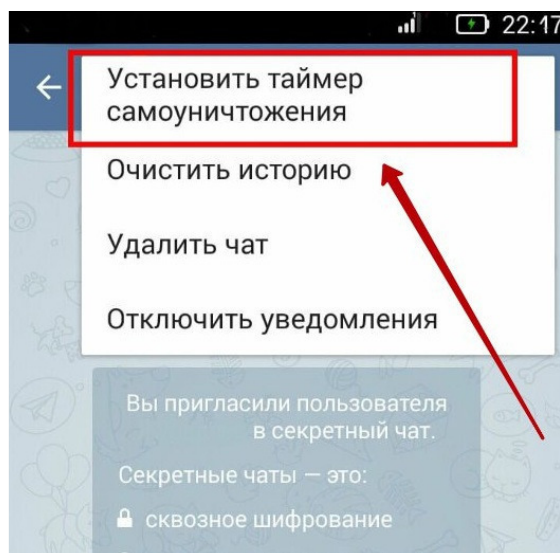 22:17
Установить таймер
самоуничтожения
Очистить историю
Удалить чат
Отключить уведомления
Вы пригласили пользователя
в секретный чат.
Секретные чаты — это:
сквозное шифрование